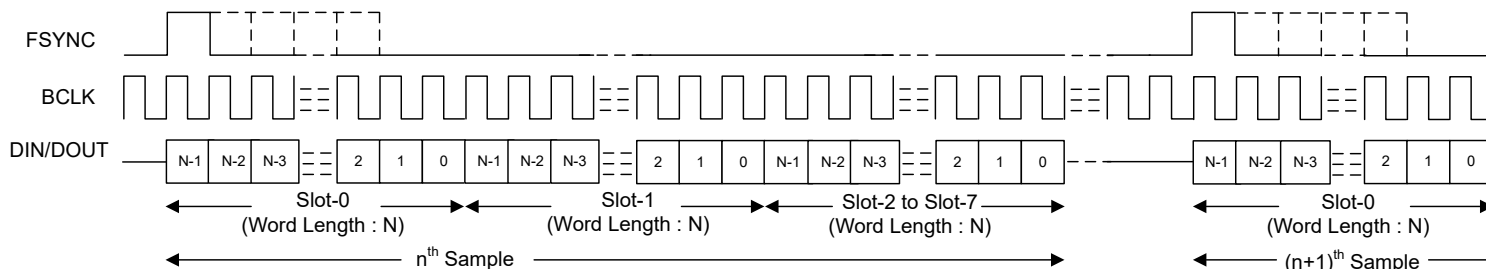 FSYNC
BCLK
DIN/DOUT
N-1 N-2 N-3 2 1 0 N-1 N-2 N-3 2 1 0 N-1 N-2 N-3 2 1 0 N-1 N-2 N-3 2 1 0
Slot-0 Slot-1 Slot-2 to Slot-7 Slot-0
(Word Length : N) (Word Length : N) (Word Length : N) (Word Length : N)
nth Sample (n+1)th Sample